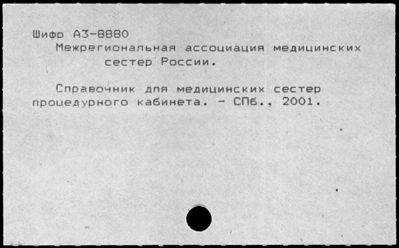 Шифр А3-8880
Межрегиональная ассоциация медицинских
сестер России.
Справочник для медицинских сестер
процедурного кабинета. - СПб., 2001.